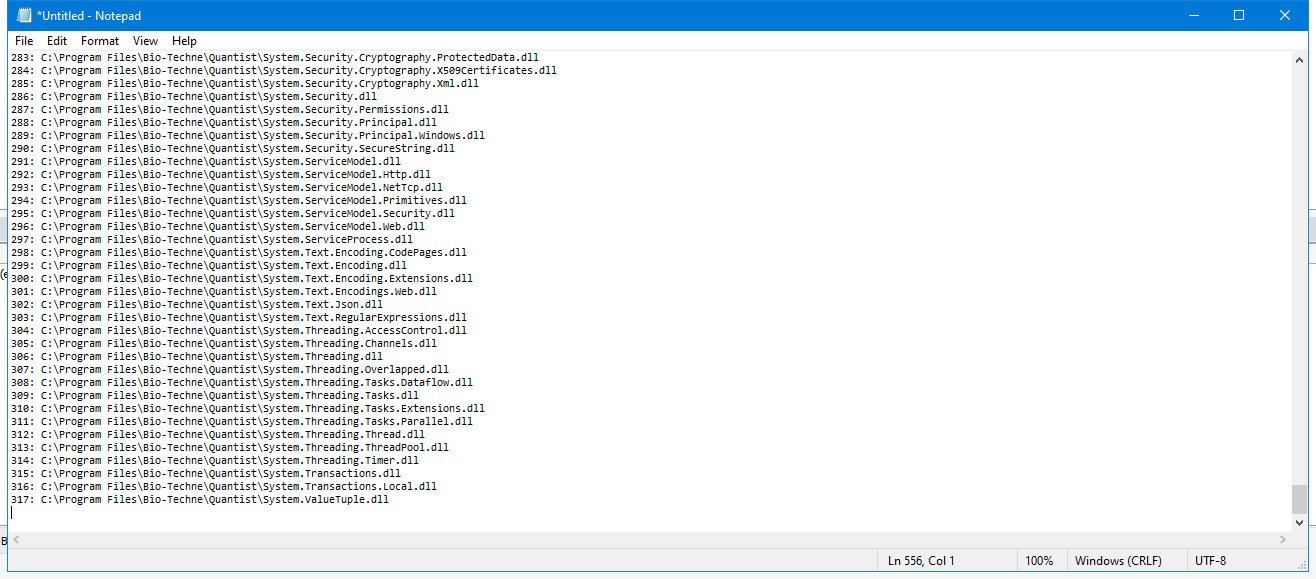 *Untitled - Notepad
File Edit Format View Help
283: C:\Program Files\Bio-Techne\Quantist\System.Security.Cryptography.ProtectedData.dll
284: C:\Program Files\Bio-Techne\Quantist\System.Security.Cryptography.X509Certificates.dll
285: C:\Program Files\Bio-Techne\Quantist\System.Security.Cryptography.Xml.dll
286: C:\Program Files\Bio-Techne\Quantist\System.Security.dll
287: C:\Program Files\Bio-Techne\Quantist\System.Security.Permissions.dll
288: C:\Program Files\Bio-Techne\Quantist\System.Security.Principal.dll
289: C:\Program Files\Bio-Techne\Quantist\System.Security.Principal.Windows.dll
290: C:\Program Files\Bio-Techne\Quantist\System.Security.SecureString.dll
291: C:\Program Files\Bio-Techne\Quantist\System.ServiceModel.dll
292: C:\Program Files\Bio-Techne\Quantist\System.ServiceModel.Http.dll
293: C:\Program Files\Bio-Techne\Quantist\System.ServiceModel.NetTcp.dll
294: C:\Program Files\Bio-Techne\Quantist\System.ServiceModel.Primitives.dll
295: C:\Program Files\Bio-Techne\Quantist\System.ServiceModel.Security.dll
296: C:\Program Files\Bio-Techne\Quantist\System.ServiceModel.Web.dll
297: C:\Program Files\Bio-Techne\Quantist\System.ServiceProcess.dll
298: C:\Program Files\Bio-Techne\Quantist\System.Text.Encoding.CodePages.dll
299: C:\Program Files\Bio-Techne\Quantist\System.Text.Encoding.dll
(e
300: C:\Program Files\Bio-Techne\Quantist\System.Text.Encoding.Extensions.dll
301: C:\Program Files\Bio-Techne\Quantist\System.Text.Encodings.Web.dll
302: C:\Program Files\Bio-Techne\Quantist\System.Text.Json.dll
303: C:\Program Files\Bio-Techne\Quantist\System.Text.RegularExpressions.dll
304: C:\Program Files\Bio-Techne\Quantist\System.Threading.AccessControl.dll
305: C:\Program Files\Bio-Techne\Quantist\System.Threading.Channels.dll
306: C:\Program Files\Bio-Techne\Quantist\System.Threading.dll
307: C:\Program Files\Bio-Techne\Quantist\System.Threading.Overlapped.dll
308: C:\Program Files\Bio-Techne\Quantist\System.Threading.Tasks.Dataflow.dll
309: C:\Program Files\Bio-Techne\Quantist\System.Threading.Tasks.dll
310: C:\Program Files\Bio-Techne\Quantist\System.Threading.Tasks.Extensions.dll
311: C:\Program Files\Bio-Techne\Quantist\System.Threading.Tasks.Parallel.dll
312: C:\Program Files\Bio-Techne\Quantist\System.Threading.Thread.dll
313: C:\Program Files\Bio-Techne\Quantist\System.Threading.ThreadPool.dll
314: C:\Program Files\Bio-Techne\Quantist\System.Threading.Timer.dll
315: C:\Program Files\Bio-Techne\Quantist\System.Transactions.dll
316: C:\Program Files\Bio-Techne\Quantist\System.Transactions.Local.dll
317: C:\Program Files\Bio-Techne\Quantist\System.ValueTuple.dll
B
Ln 556, Col 1 100% Windows (CRLF) UTF-8